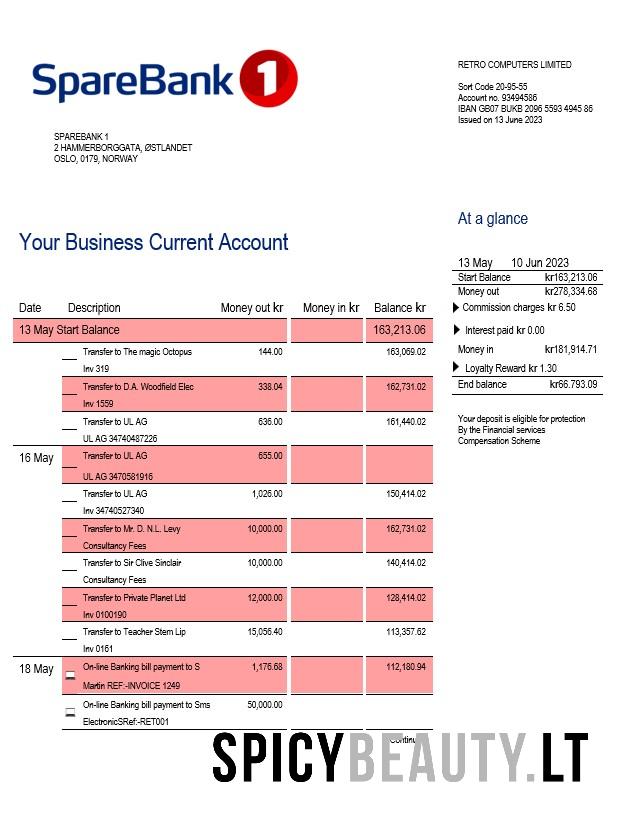 SpareBank 1
RETRO COMPUTERS LIMITED
Sort Code 20-95-55
Account no. 93494586
IBAN GB07 BUKB 2096 5593 4945 86
Issued on 13 June 2023
SPAREBANK 1
2 HAMMERBORGGATA, ØSTLANDET
OSLO, 0179, NORWAY
At a glance
13 May 10 Jun 2023
Start Balance kr163,213.06
Money out kr278,334.68
Commission charges kr 6.50
Interest paid kr 0.00
Money in kr181,914.71
Loyalty Reward kr 1.30
End balance kr66.793.09
Your deposit is eligible for protection
By the Financial services
Compensation Scheme
Your Business Current Account
Date Description Money out kr Money in kr Balance kr
13 May Start Balance 163,213.06
Transfer to The magic Octopus 144.00 163,069.02
Inv 319
Transfer to D.A. Woodfield Elec 338.04 162,731.02
Inv 1559
Transfer to UL AG 636.00 161,440.02
UL AG 34740487226
16 May Transfer to UL AG 655.00
UL AG 3470581916
Transfer to UL AG 1,026.00 150,414.02
Inv 34740527340
Transfer to Mr. D. N.L. Levy 10,000.00 162,731.02
Consultancy Fees
Transfer to Sir Clive Sinclair 10,000.00 140,414.02
Consultancy Fees
Transfer to Private Planet Ltd 12,000.00 128,414.02
Inv 0100190
Transfer to Teacher Stem Lip 15,056.40 113,357.62
Inv 0161
18 May On-line Banking bill payment to S 1,176.68 112,180.94
Martin REF:-INVOICE 1249
On-line Banking bill payment to Sms 50,000.00
ElectronicSRef:-RET001
SPICYBEAUTY.LT